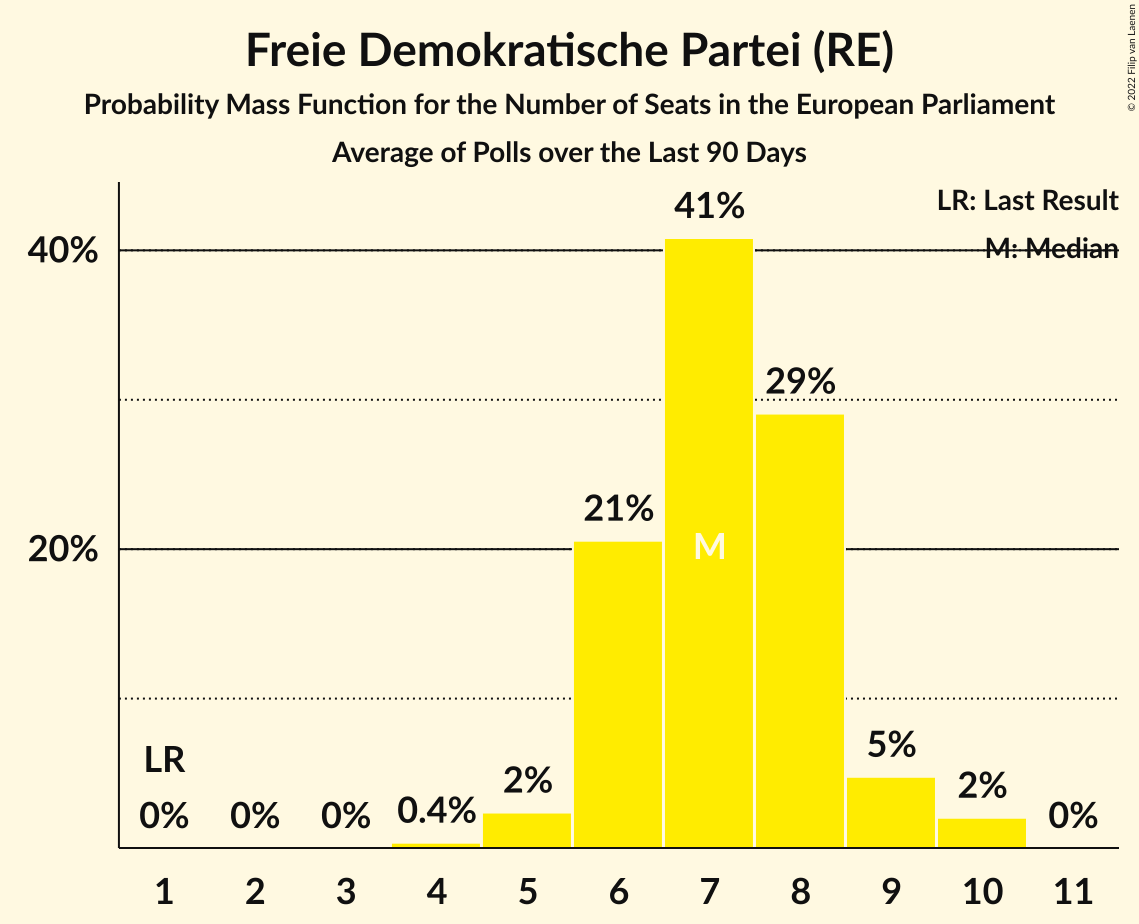 Freie Demokratische Partei (RE)
Probability Mass Function for the Number of Seats in the European Parliament
Average of Polls over the Last 90 Days
© 2022 Filip van Laenen
LR: Last Result
M: Median
40%
20%
41%
29%
21%
M
LR
0%
0%
0%
0.4%
2%
5%
2%
0%
1 2 3 4 5 6 7 8 9 10 11